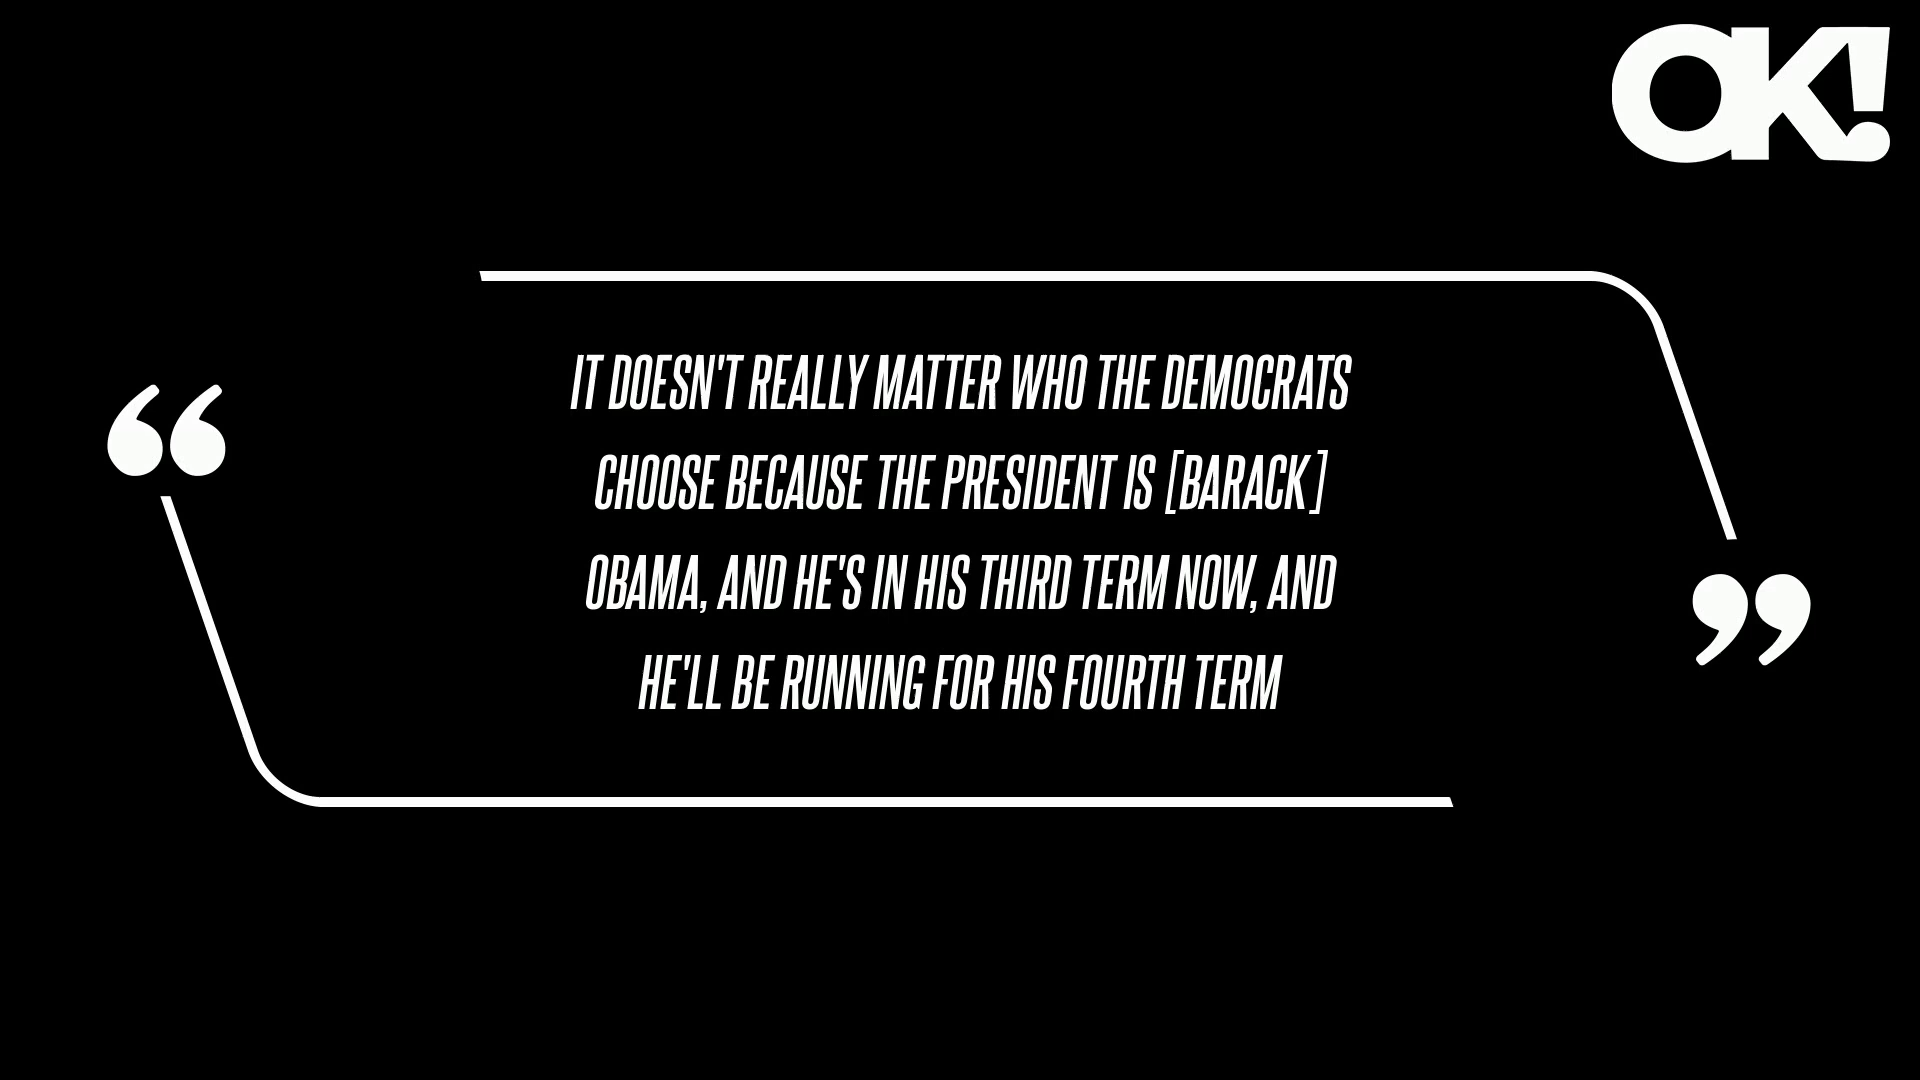 OK!
“
IT DOESN'T REALLY MATTER WHO THE DEMOCRATS
CHOOSE BECAUSE THE PRESIDENT IS [BARACK]
OBAMA, AND HE'S IN HIS THIRD TERM NOW, AND
HE'LL BE RUNNING FOR HIS FOURTH TERM
”